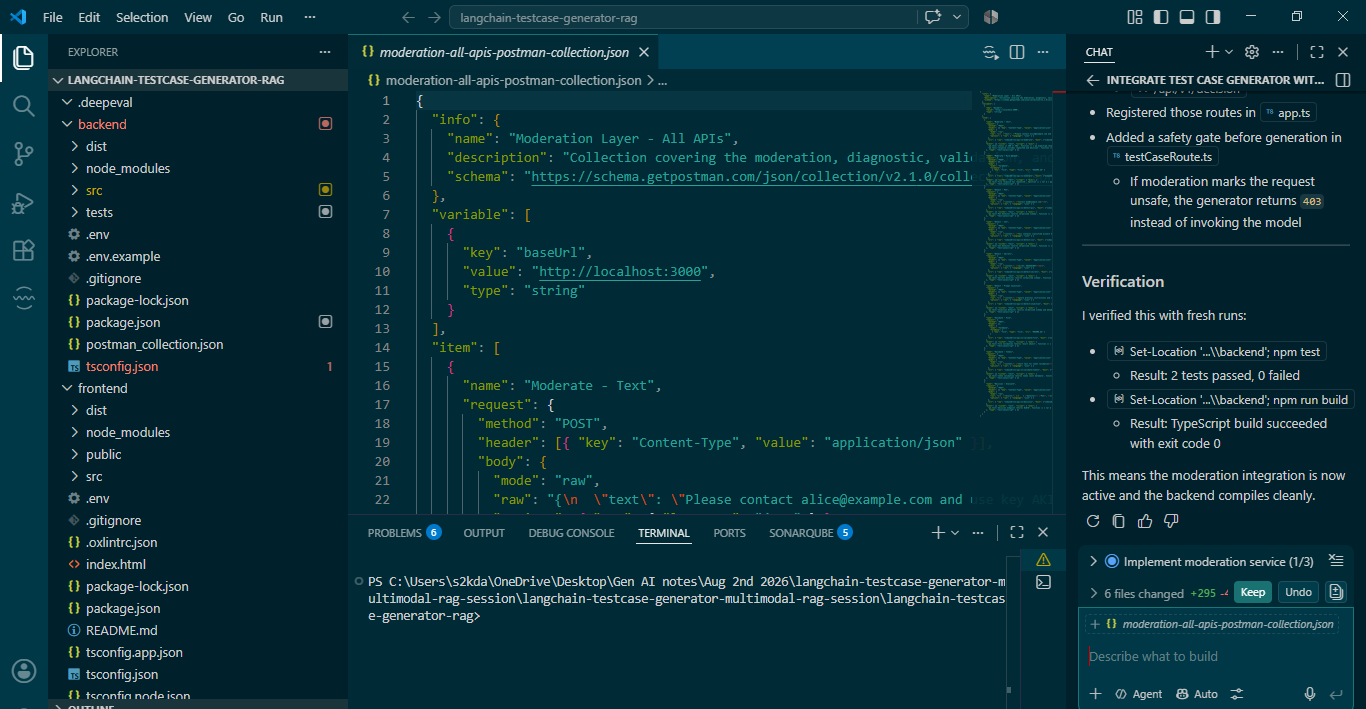 File Edit Selection View Go Run ···
langchain-testcase-generator-rag
EXPLORER ···
LANGCHAIN-TESTCASE-GENERATOR-RAG
.deepeval
backend
dist
node_modules
src
tests
.env
.env.example
.gitignore
package-lock.json
package.json
postman_collection.json
tsconfig.json 1
frontend
dist
node_modules
public
src
.env
.gitignore
.oxlintrc.json
index.html
package-lock.json
package.json
README.md
tsconfig.app.json
tsconfig.json
tsconfig.node.json
OUTLINE
{} moderation-all-apis-postman-collection.json
{} moderation-all-apis-postman-collection.json > ...
1 {
2 "info": {
3 "name": "Moderation Layer - All APIs",
4 "description": "Collection covering the moderation, diagnostic, vali
5 "schema": "https://schema.getpostman.com/json/collection/v2.1.0/colle
6 },
7 "variable": [
8 {
9 "key": "baseUrl",
10 "value": "http://localhost:3000",
11 "type": "string"
12 }
13 ],
14 "item": [
15 {
16 "name": "Moderate - Text",
17 "request": {
18 "method": "POST",
19 "header": [{ "key": "Content-Type", "value": "application/json" }],
20 "body": {
21 "mode": "raw",
22 "raw": "{\n \"text\": \"Please contact alice@example.com and use key
PROBLEMS 6 OUTPUT DEBUG CONSOLE TERMINAL PORTS SONARQUBE 5
PS C:\Users\s2kda\OneDrive\Desktop\Gen AI notes\Aug 2nd 2026\langchain-testcase-generator-m
ultimodal-rag-session\langchain-testcase-generator-multimodal-rag-session\langchain-testcas
e-generator-rag>
CHAT
INTEGRATE TEST CASE GENERATOR WIT...
Registered those routes in TS app.ts
Added a safety gate before generation in
TS testCaseRoute.ts
If moderation marks the request
unsafe, the generator returns 403
instead of invoking the model
Verification
I verified this with fresh runs:
Set-Location '...\\backend'; npm test
Result: 2 tests passed, 0 failed
Set-Location '...\\backend'; npm run build
Result: TypeScript build succeeded
with exit code 0
This means the moderation integration is now
active and the backend compiles cleanly.
Implement moderation service (1/3)
6 files changed +295 -4 Keep Undo
{} moderation-all-apis-postman-collection.json
Describe what to build
Agent Auto